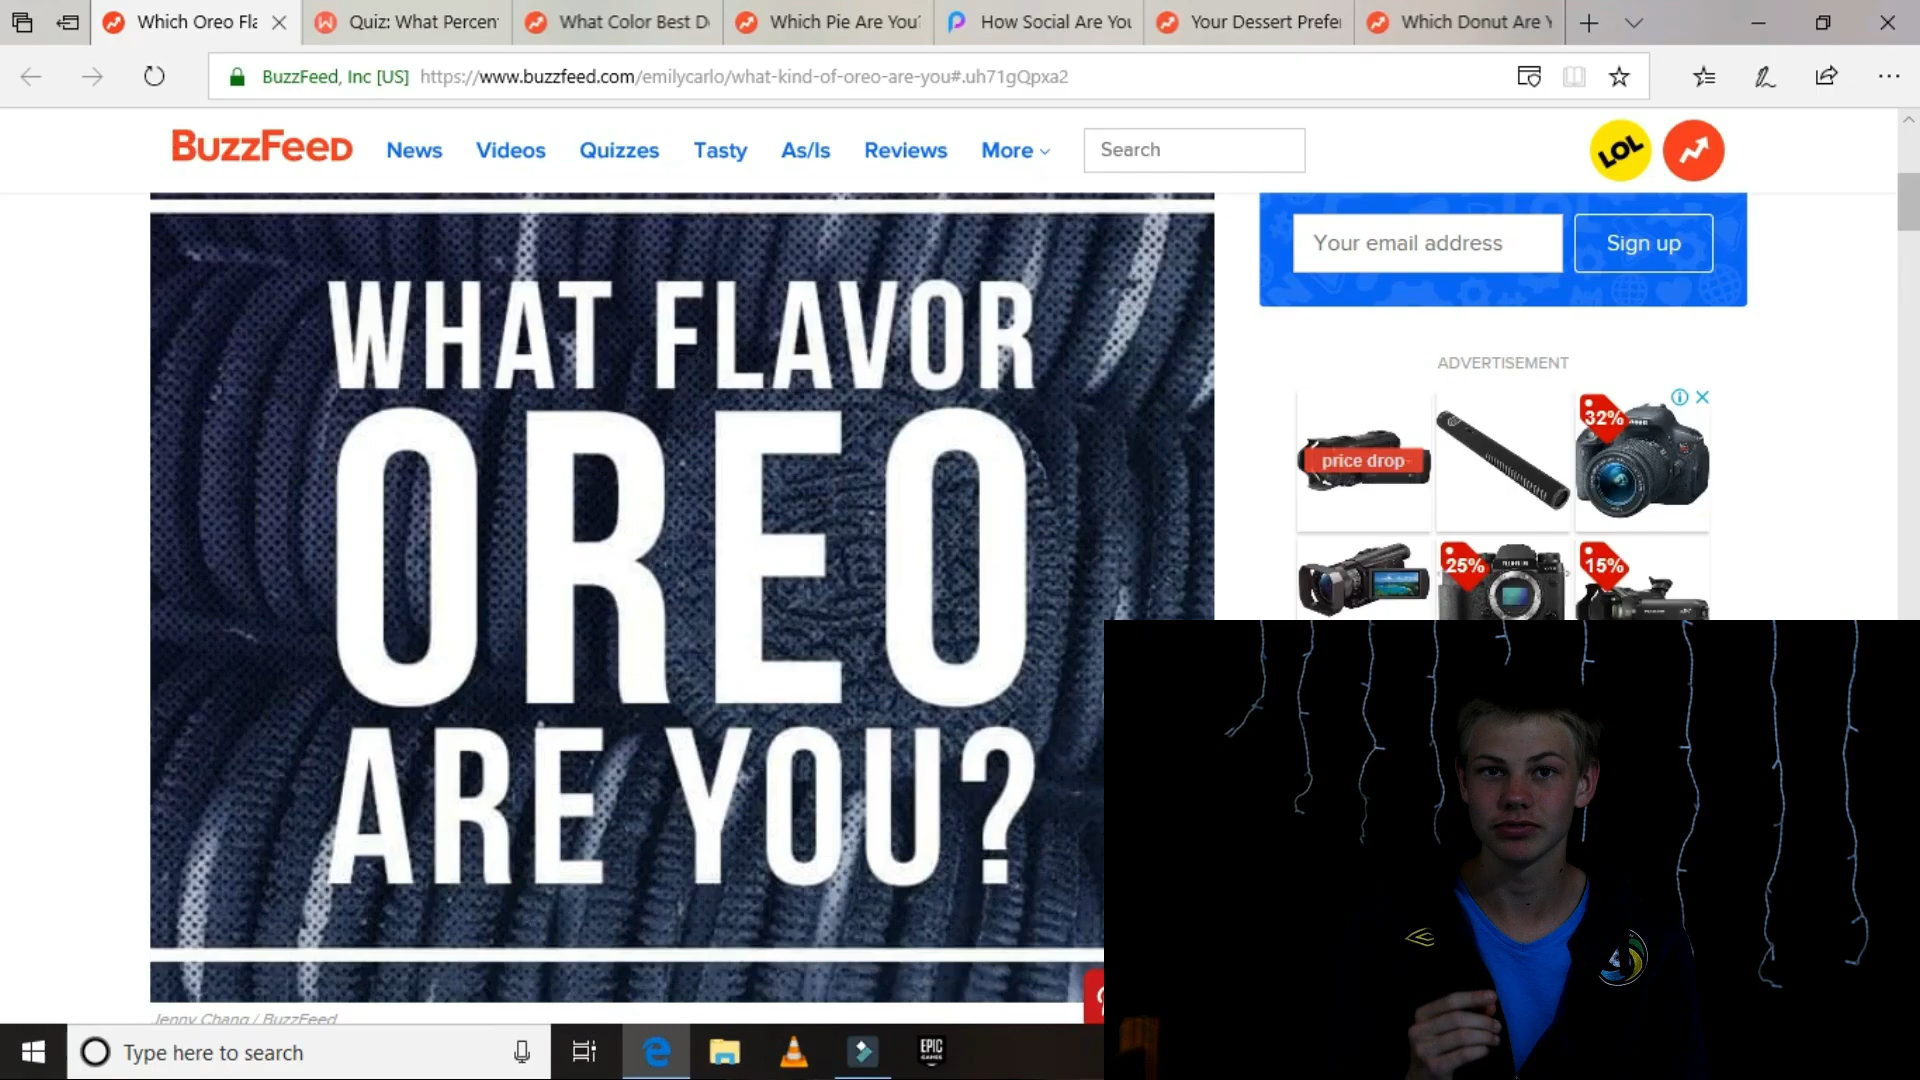 Which Oreo Fla
Quiz: What Percen
What Color Best D
Which Pie Are You?
How Social Are You
Your Dessert Prefer
Which Donut Are Y
BuzzFeed, Inc [US] https://www.buzzfeed.com/emilycarlo/what-kind-of-oreo-are-you#.uh71gQpxa2
BuzzFeed News Videos Quizzes Tasty As/Is Reviews More Search LOL
Your email address Sign up
WHAT FLAVOR
OREO
ARE YOU?
ADVERTISEMENT
price drop
32%
25%
15%
Jenny Chang / BuzzFeed
Type here to search
EPIC
GAMES